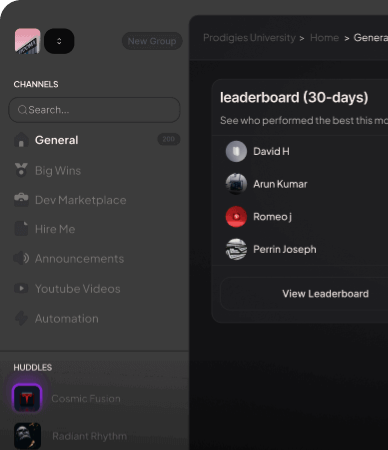 New Group
Prodigies University > Home > Genera
CHANNELS
Search...
General 200
Big Wins
Dev Marketplace
Hire Me
Announcements
Youtube Videos
Automation
HUDDLES
Cosmic Fusion
Radiant Rhythm
leaderboard (30-days)
See who performed the best this mo
David H
Arun Kumar
Romeo j
Perrin Joseph
View Leaderboard